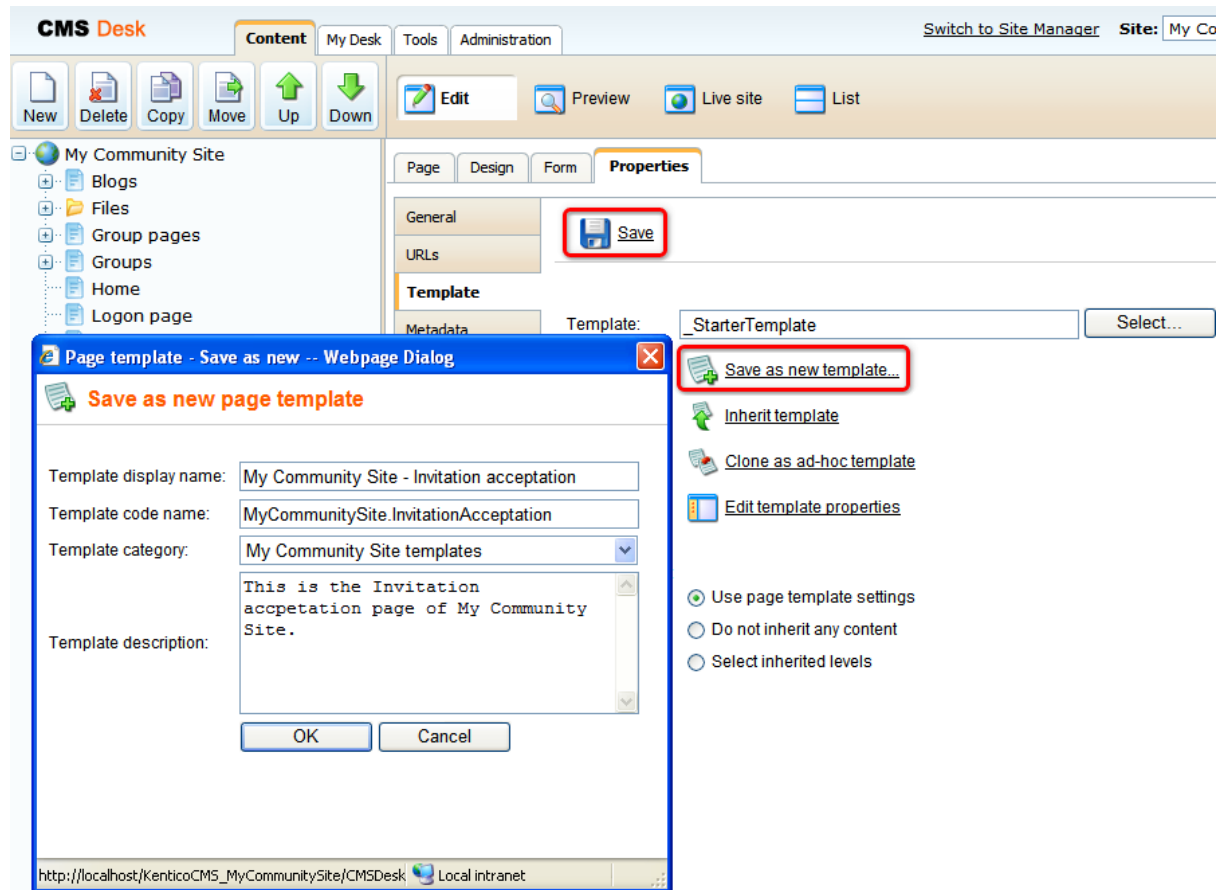 CMS Desk
Content
My Desk
Tools
Administration
Switch to Site Manager
Site: My Co
New
Delete
Copy
Move
Up
Down
Edit
Preview
Live site
List
My Community Site
Blogs
Files
Group pages
Groups
Home
Logon page
Page
Design
Form
Properties
General
URLs
Template
Metadata
Save
Template: _StarterTemplate
Select...
Save as new template...
Inherit template
Clone as ad-hoc template
Edit template properties
Use page template settings
Do not inherit any content
Select inherited levels
Page template - Save as new -- Webpage Dialog
Save as new page template
Template display name: My Community Site - Invitation acceptation
Template code name: MyCommunitySite.InvitationAcceptation
Template category: My Community Site templates
Template description:
This is the Invitation
accpetation page of My Community
Site.
OK
Cancel
http://localhost/KenticoCMS_MyCommunitySite/CMSDesk
Local intranet